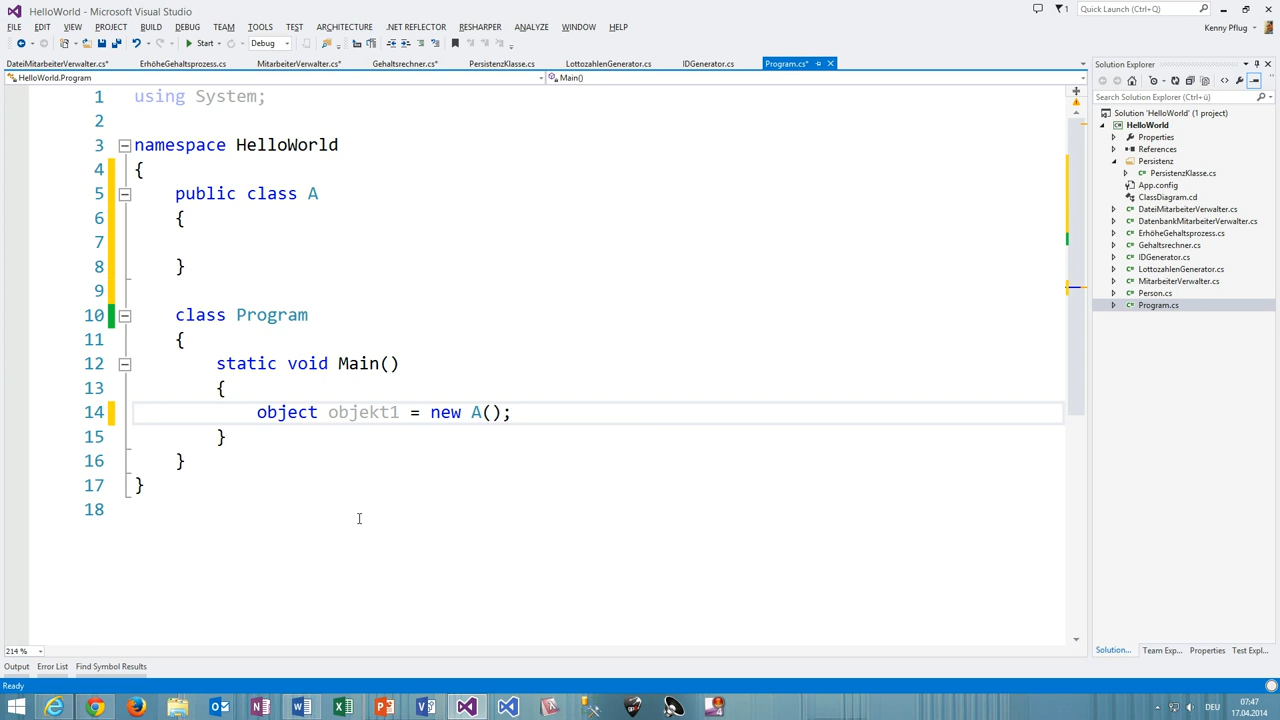 HelloWorld - Microsoft Visual Studio
1
Quick Launch (Ctrl+Q)
FILE EDIT VIEW PROJECT BUILD DEBUG TEAM TOOLS TEST ARCHITECTURE .NET REFLECTOR RESHARPER ANALYZE WINDOW HELP
Kenny Pflug
Start Debug
DateiMitarbeiterVerwalter.cs* ErhöheGehaltsprozess.cs MitarbeiterVerwalter.cs* Gehaltsrechner.cs* PersistenzKlasse.cs LottozahlenGenerator.cs IDGenerator.cs Program.cs*
HelloWorld.Program Main()
1 using System;
2
3 namespace HelloWorld
4 {
5 public class A
6 {
7
8 }
9
10 class Program
11 {
12 static void Main()
13 {
14 object objekt1 = new A();
15 }
16 }
17 }
18
214 %
Solution Explorer
Search Solution Explorer (Ctrl+ü)
Solution 'HelloWorld' (1 project)
HelloWorld
Properties
References
Persistenz
PersistenzKlasse.cs
App.config
ClassDiagram.cd
DateiMitarbeiterVerwalter.cs
DatenbankMitarbeiterVerwalter.cs
ErhöheGehaltsprozess.cs
Gehaltsrechner.cs
IDGenerator.cs
LottozahlenGenerator.cs
MitarbeiterVerwalter.cs
Person.cs
Program.cs
Solution... Team Exp... Properties Test Expl...
Output Error List Find Symbol Results
Ready
DEU
07:47
17.04.2014